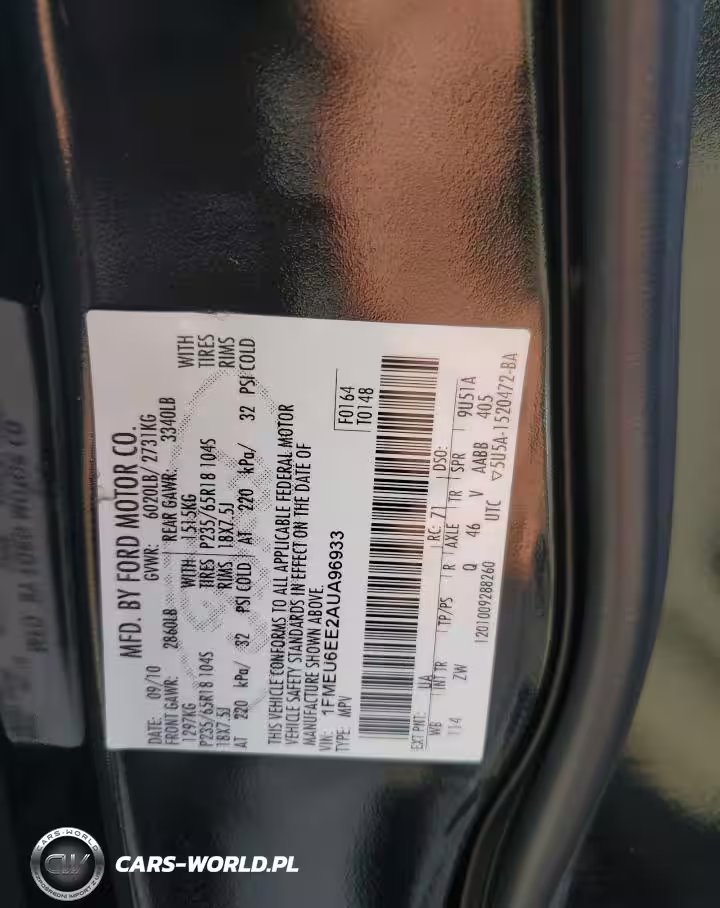 MFD. BY FORD MOTOR CO.
DATE: 09/10 GVWR: 6020LB/ 2731KG
FRONT GAWR: 2860LB REAR GAWR: 3340LB
1297KG WITH 1515KG WITH
P235/65R18 104S TIRES P235/65R18 104S TIRES
18X7.5J RIMS 18X7.5J RIMS
AT 220 kPa/ 32 PSI COLD AT 220 kPa/ 32 PSI COLD
THIS VEHICLE CONFORMS TO ALL APPLICABLE FEDERAL MOTOR
VEHICLE SAFETY STANDARDS IN EFFECT ON THE DATE OF
MANUFACTURE SHOWN ABOVE.
VIN: 1FMEU6EE2AUA96933
TYPE: MPV
F0164
T0148
EXT PNT: UA RC: 71 DSO:
WB INT TR TP/PS R AXLE TR SPR 9U51A
114 ZW Q 46 V AABB 405
1201009288260 UTC ▽5U5A-1520472-BA
CARS-WORLD
CW
CARS-WORLD.PL